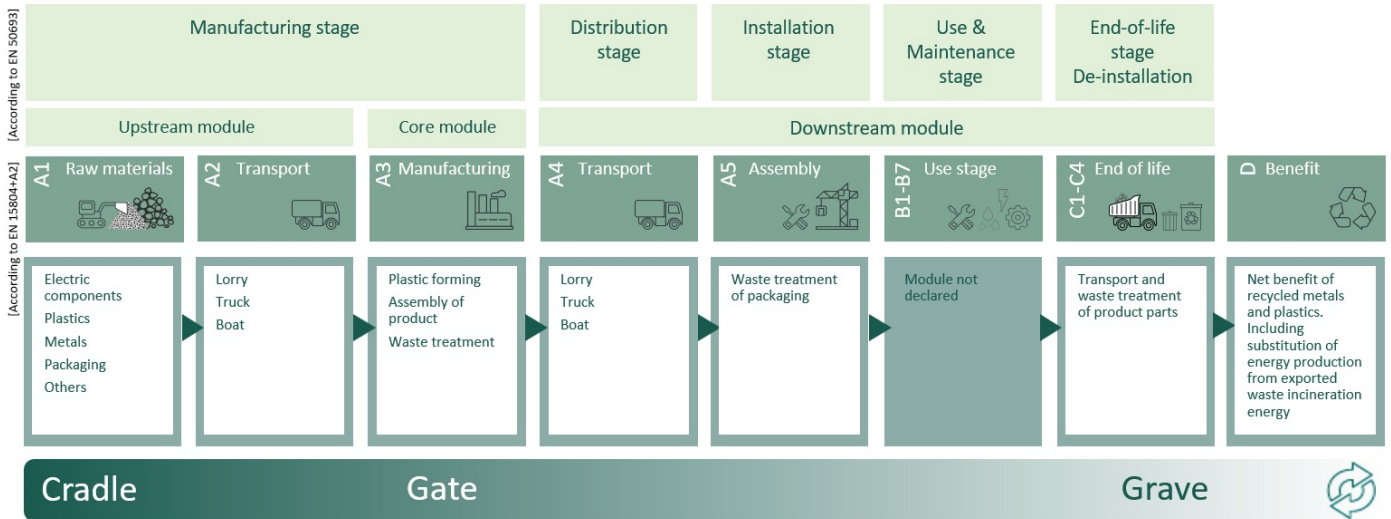 [According to EN 50693]
Manufacturing stage
Distribution
stage
Installation
stage
Use &
Maintenance
stage
End-of-life
stage
De-installation
Upstream module
Core module
Downstream module
[According to EN 15804+A2]
A1 Raw materials
A2 Transport
A3 Manufacturing
A4 Transport
A5 Assembly
B1-B7 Use stage
C1-C4 End of life
D Benefit
Electric
components
Plastics
Metals
Packaging
Others
Lorry
Truck
Boat
Plastic forming
Assembly of
product
Waste treatment
Lorry
Truck
Boat
Waste treatment
of packaging
Module not
declared
Transport and
waste treatment
of product parts
Net benefit of
recycled metals
and plastics.
Including
substitution of
energy production
from exported
waste incineration
energy
Cradle
Gate
Grave